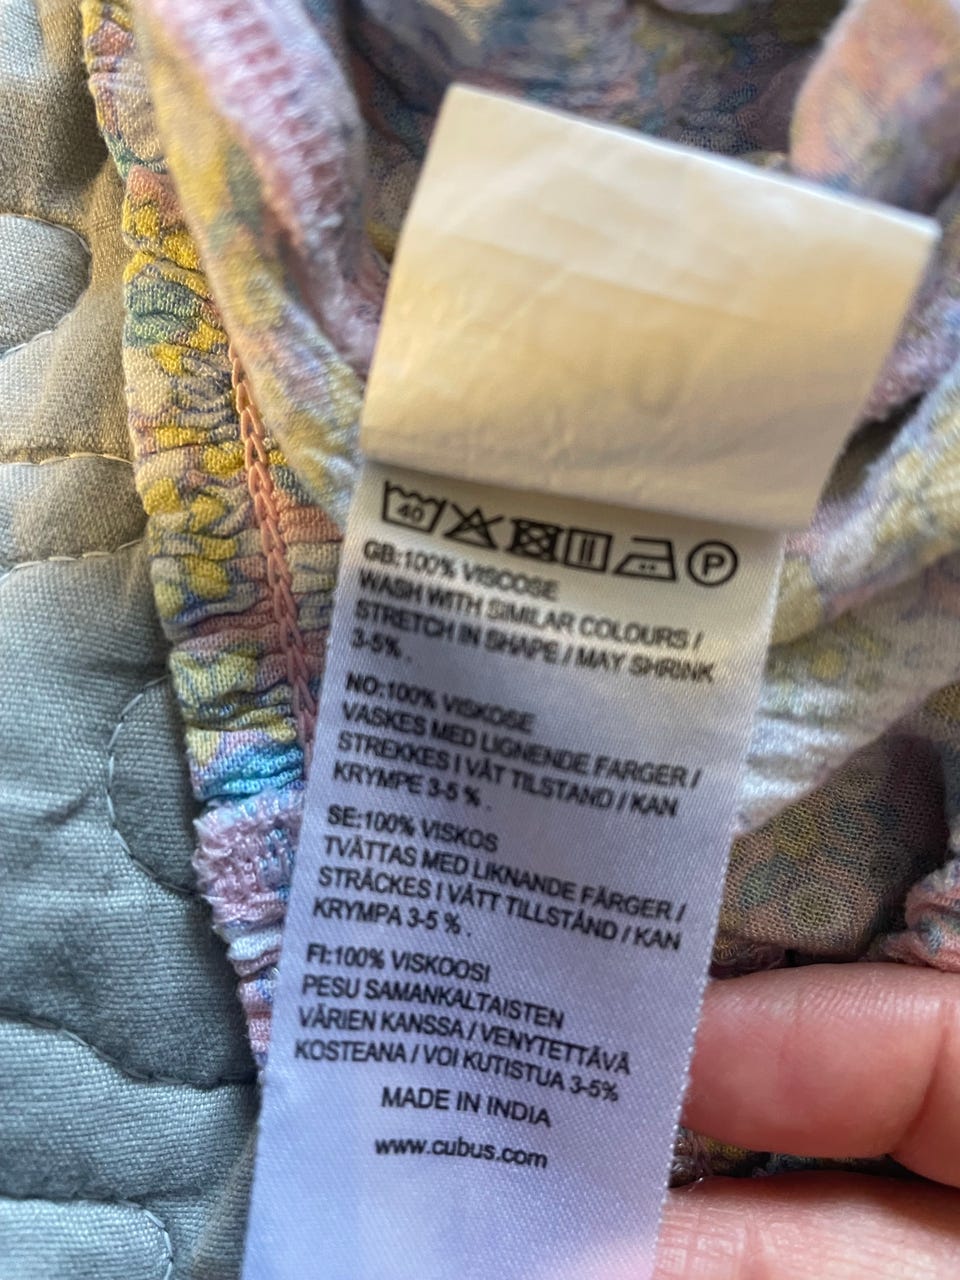 40
P
GB:100% VISCOSE
WASH WITH SIMILAR COLOURS /
STRETCH IN SHAPE / MAY SHRINK
3-5% .
NO:100% VISKOSE
VASKES MED LIGNENDE FARGER /
STREKKES I VÅT TILSTAND / KAN
KRYMPE 3-5 % .
SE:100% VISKOS
TVÄTTAS MED LIKNANDE FÄRGER /
STRÄCKES I VÅTT TILLSTÅND / KAN
KRYMPA 3-5 % .
FI:100% VISKOOSI
PESU SAMANKALTAISTEN
VÄRIEN KANSSA / VENYTETTÄVÄ
KOSTEANA / VOI KUTISTUA 3-5%
MADE IN INDIA
www.cubus.com